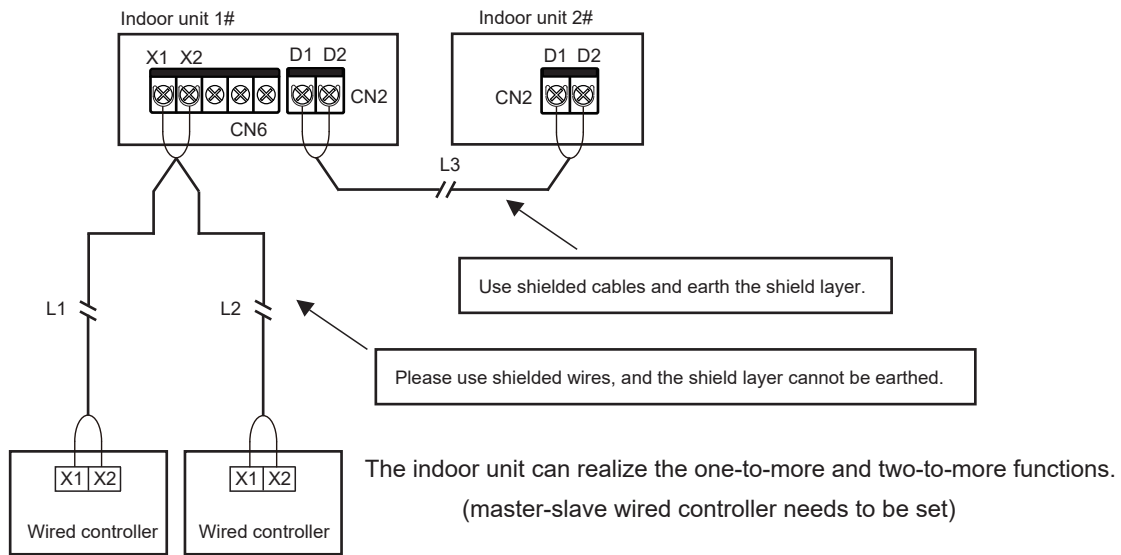 Indoor unit 1#
Indoor unit 2#
X1 X2
D1 D2
CN2
CN6
D1 D2
CN2
L3
Use shielded cables and earth the shield layer.
L1
L2
Please use shielded wires, and the shield layer cannot be earthed.
X1 X2
Wired controller
X1 X2
Wired controller
The indoor unit can realize the one-to-more and two-to-more functions.
(master-slave wired controller needs to be set)